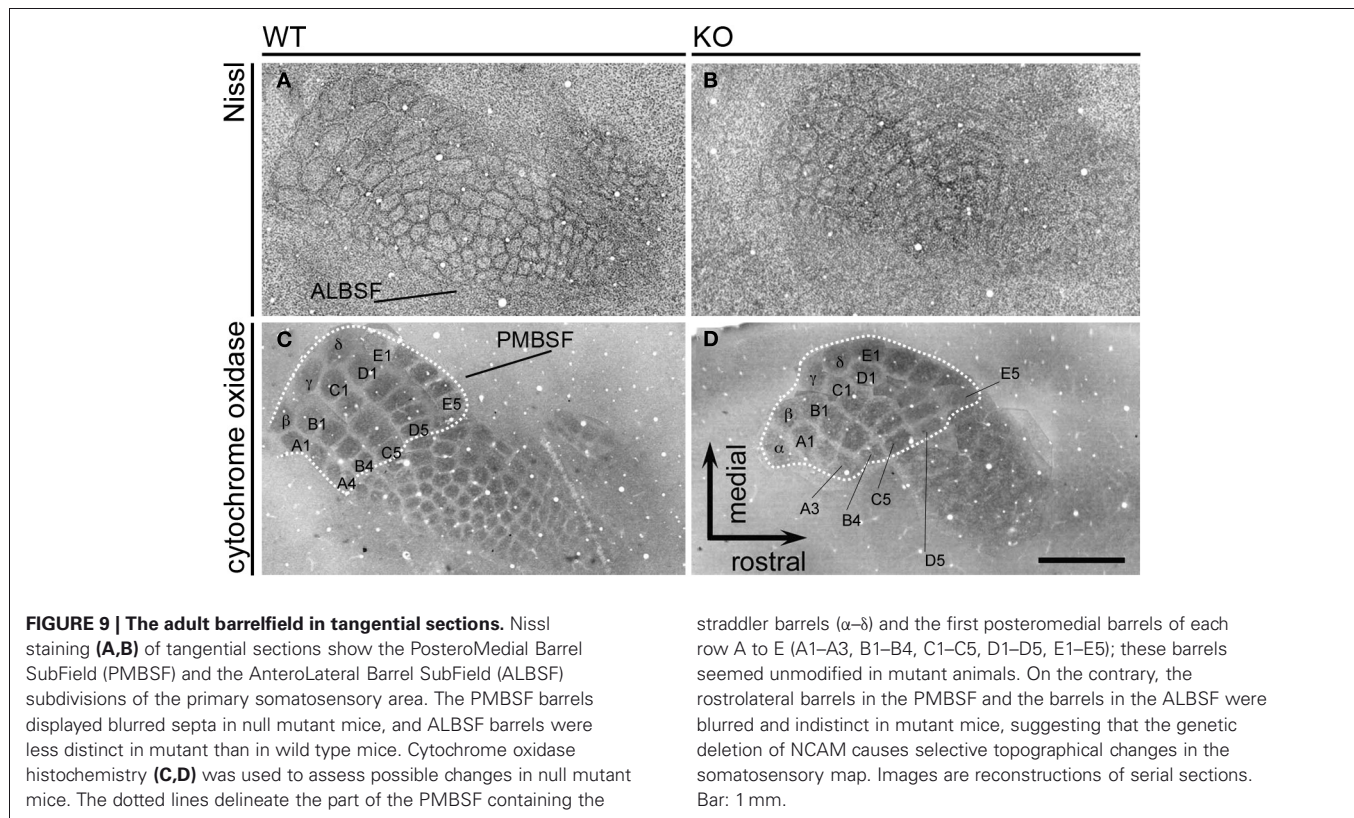 WT
KO
Nissl
A
B
ALBSF
cytochrome oxidase
C
PMBSF
δ
E1
D1
γ
C1
E5
β
B1
D5
A1
C5
B4
A4
D
δ
E1
E5
γ
D1
C1
β
B1
A1
α
C5
A3
B4
D5
medial
rostral
FIGURE 9 | The adult barrelfield in tangential sections. Nissl
staining (A,B) of tangential sections show the PosteroMedial Barrel
SubField (PMBSF) and the AnteroLateral Barrel SubField (ALBSF)
subdivisions of the primary somatosensory area. The PMBSF barrels
displayed blurred septa in null mutant mice, and ALBSF barrels were
less distinct in mutant than in wild type mice. Cytochrome oxidase
histochemistry (C,D) was used to assess possible changes in null mutant
mice. The dotted lines delineate the part of the PMBSF containing the
straddler barrels (α–δ) and the first posteromedial barrels of each
row A to E (A1–A3, B1–B4, C1–C5, D1–D5, E1–E5); these barrels
seemed unmodified in mutant animals. On the contrary, the
rostrolateral barrels in the PMBSF and the barrels in the ALBSF were
blurred and indistinct in mutant mice, suggesting that the genetic
deletion of NCAM causes selective topographical changes in the
somatosensory map. Images are reconstructions of serial sections.
Bar: 1 mm.